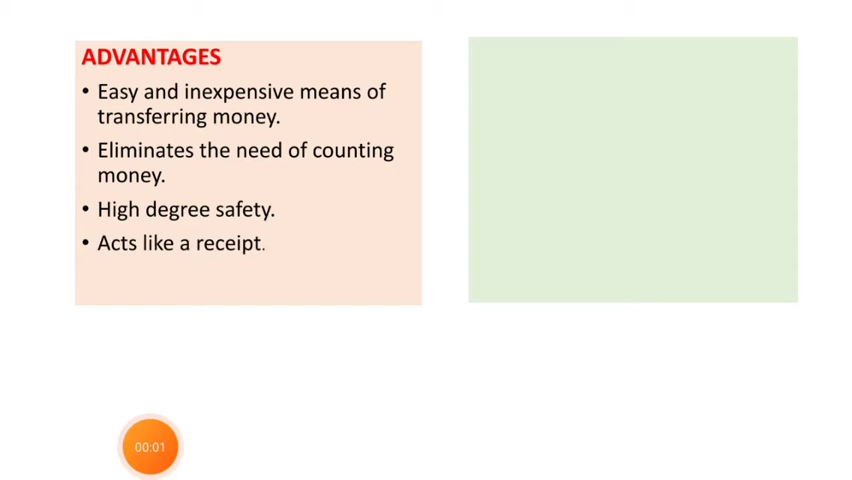 ADVANTAGES
• Easy and inexpensive means of
transferring money.
• Eliminates the need of counting
money.
• High degree safety.
• Acts like a receipt.
00:01